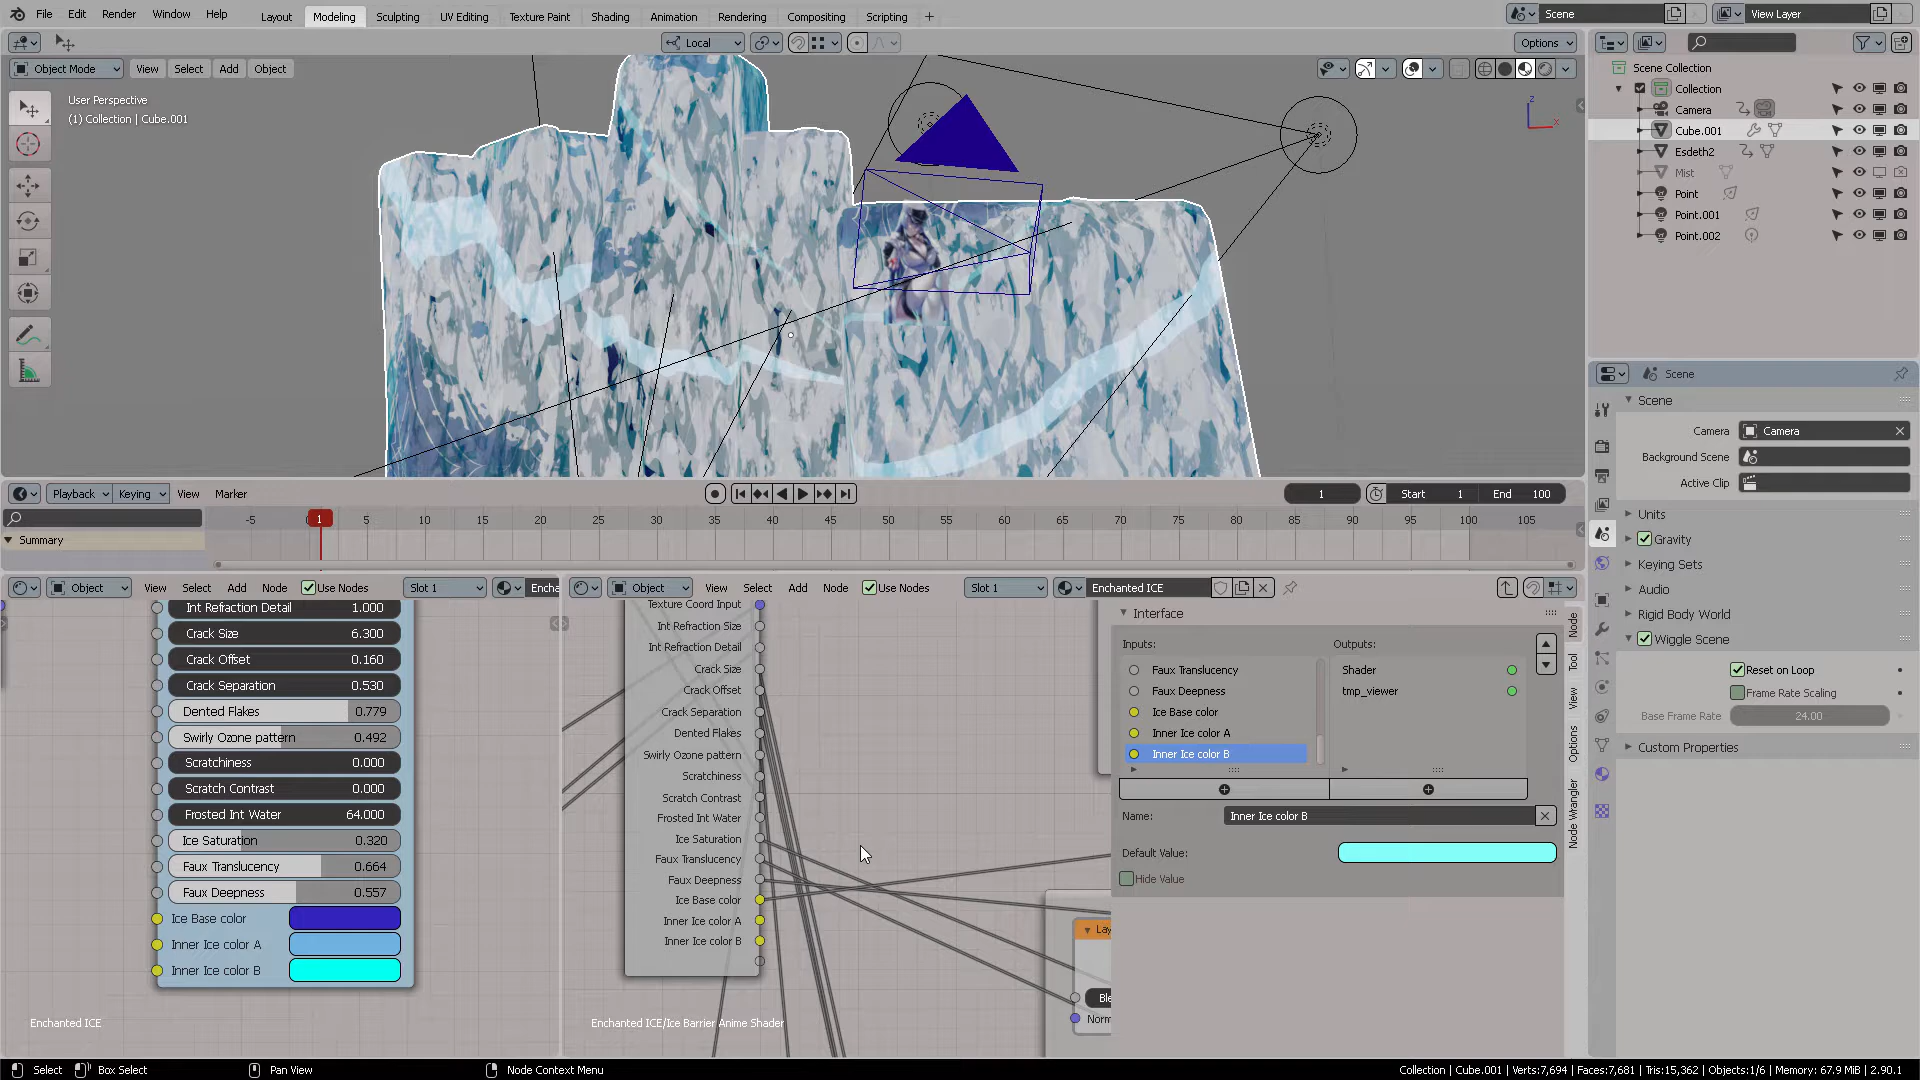 File Edit Render Window Help Layout Modeling Sculpting UV Editing Texture Paint Shading Animation Rendering Compositing Scripting + Scene View Layer
Local Options
Object Mode View Select Add Object
User Perspective
(1) Collection | Cube.001
Z
X
Scene Collection
Collection
Camera
Cube.001
Esdeth2
Mist
Point
Point.001
Point.002
Scene
Scene
Camera Camera
Background Scene
Active Clip
Units
Gravity
Keying Sets
Audio
Rigid Body World
Wiggle Scene
Reset on Loop
Frame Rate Scaling
Base Frame Rate 24.00
Custom Properties
Playback Keying View Marker 1 Start 1 End 100
-5 1 5 10 15 20 25 30 35 40 45 50 55 60 65 70 75 80 85 90 95 100 105
Summary
Object View Select Add Node Use Nodes Slot 1 Encha
Int Refraction Detail 1.000
Crack Size 6.300
Crack Offset 0.160
Crack Separation 0.530
Dented Flakes 0.779
Swirly Ozone pattern 0.492
Scratchiness 0.000
Scratch Contrast 0.000
Frosted Int Water 64.000
Ice Saturation 0.320
Faux Translucency 0.664
Faux Deepness 0.557
Ice Base color
Inner Ice color A
Inner Ice color B
Enchanted ICE
Object View Select Add Node Use Nodes Slot 1 Enchanted ICE
Texture Coord Input
Int Refraction Size
Int Refraction Detail
Crack Size
Crack Offset
Crack Separation
Dented Flakes
Swirly Ozone pattern
Scratchiness
Scratch Contrast
Frosted Int Water
Ice Saturation
Faux Translucency
Faux Deepness
Ice Base color
Inner Ice color A
Inner Ice color B
Enchanted ICE/Ice Barrier Anime Shader
Lay
Ble
Norm
Interface
Inputs: Outputs:
Faux Translucency Shader
Faux Deepness tmp_viewer
Ice Base color
Inner Ice color A
Inner Ice color B
Name: Inner Ice color B
Default Value:
Hide Value
Node
Tool
View
Options
Node Wrangler
Select Box Select Pan View Node Context Menu Collection | Cube.001 | Verts:7,694 | Faces:7,681 | Tris:15,362 | Objects:1/6 | Memory: 67.9 MiB | 2.90.1